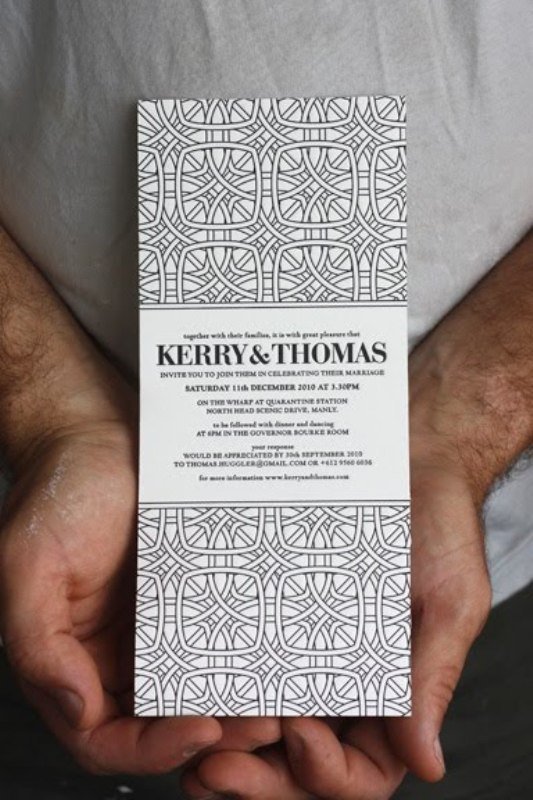 together with their families, it is with great pleasure that
KERRY & THOMAS
INVITE YOU TO JOIN THEM IN CELEBRATING THEIR MARRIAGE
SATURDAY 11th DECEMBER 2010 AT 3.30PM
ON THE WHARF AT QUARANTINE STATION
NORTH HEAD SCENIC DRIVE, MANLY.
to be followed with dinner and dancing
AT 6PM IN THE GOVERNOR BOURKE ROOM
your response
WOULD BE APPRECIATED BY 30th SEPTEMBER 2010
TO THOMAS.HUGGLER@GMAIL.COM OR +612 9560 6036
for more information www.kerryandthomas.com